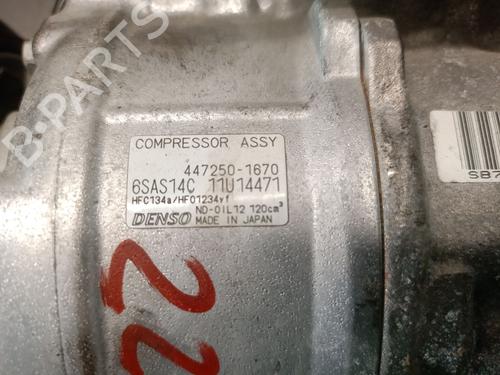 B-PARTS
COMPRESSOR ASSY
447250-1670
6SAS14C 11U14471
HFC134a/HFO1234yf
ND-OIL12 120cm³
DENSO MADE IN JAPAN
SB7
22